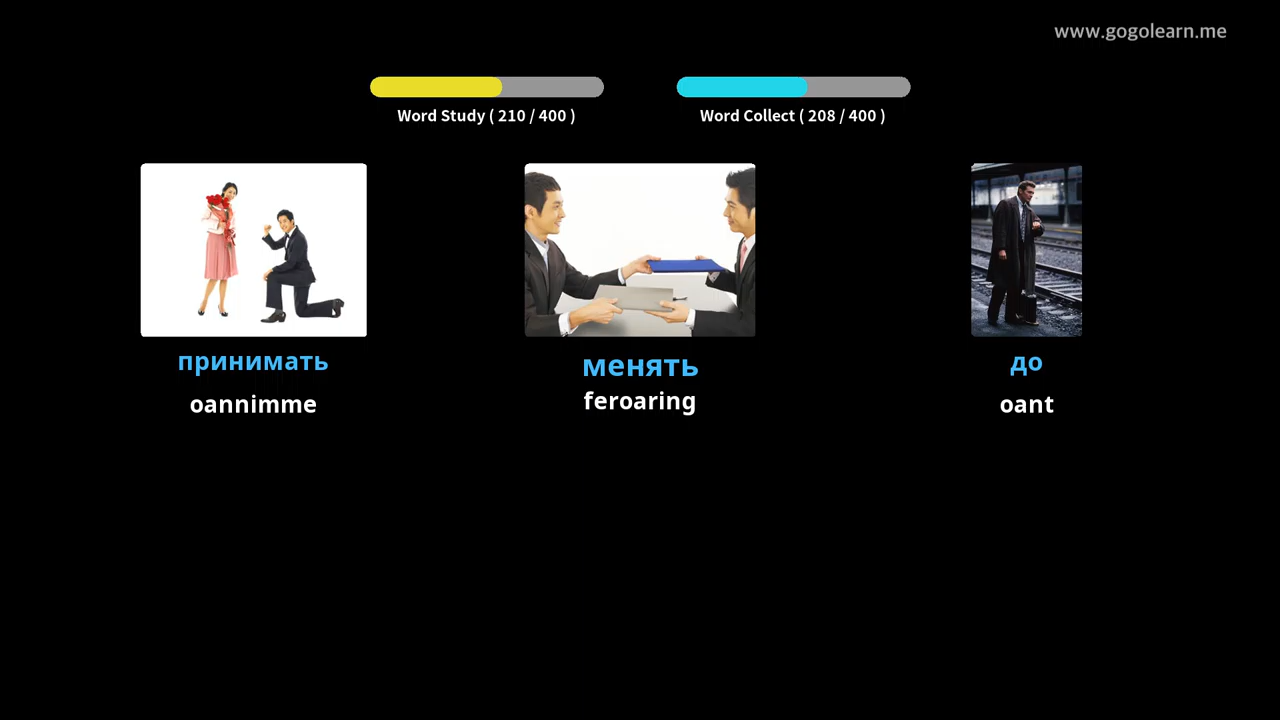 www.gogolearn.me
Word Study ( 210 / 400 )
Word Collect ( 208 / 400 )
принимать
менять
до
oannimme
feroaring
oant